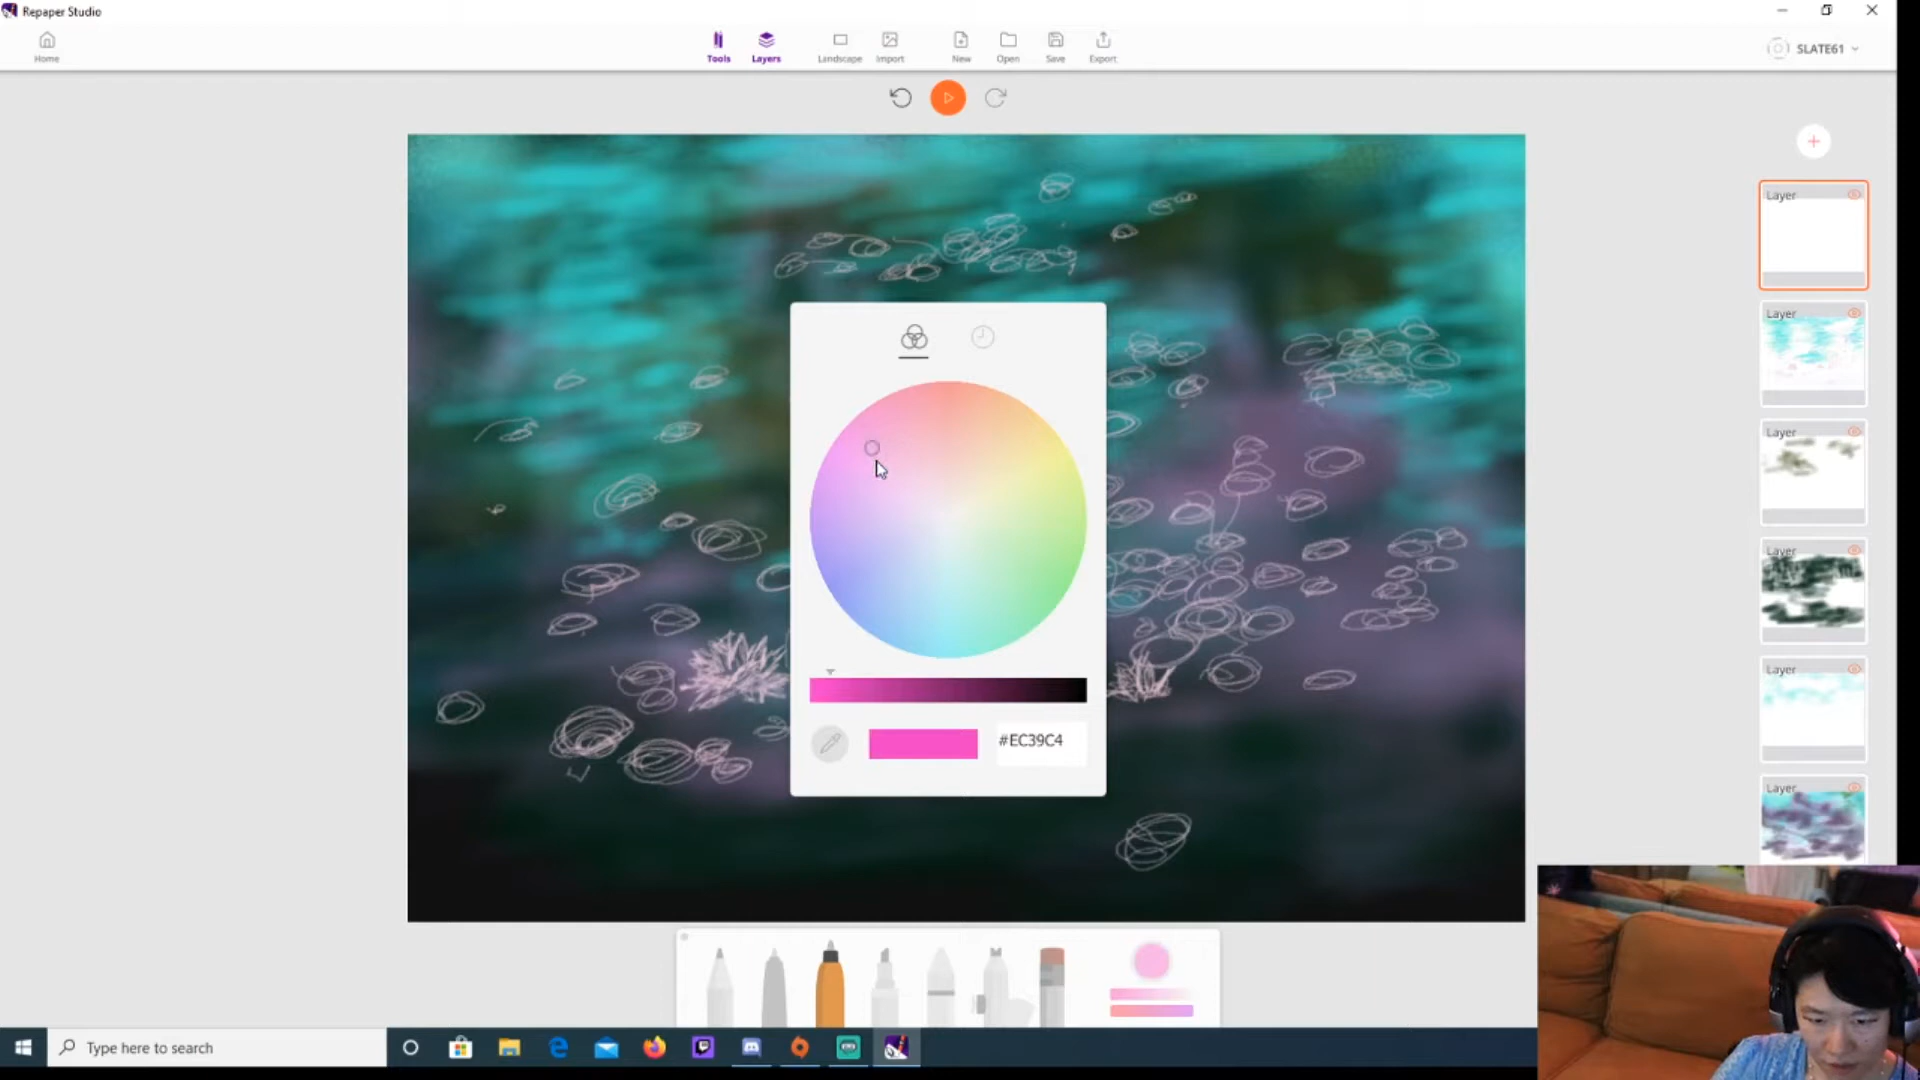 Repaper Studio
Home
Tools
Layers
Landscape
Import
New
Open
Save
Export
SLATE61
Layer
Layer
Layer
Layer
Layer
Layer
#EC39C4
Type here to search